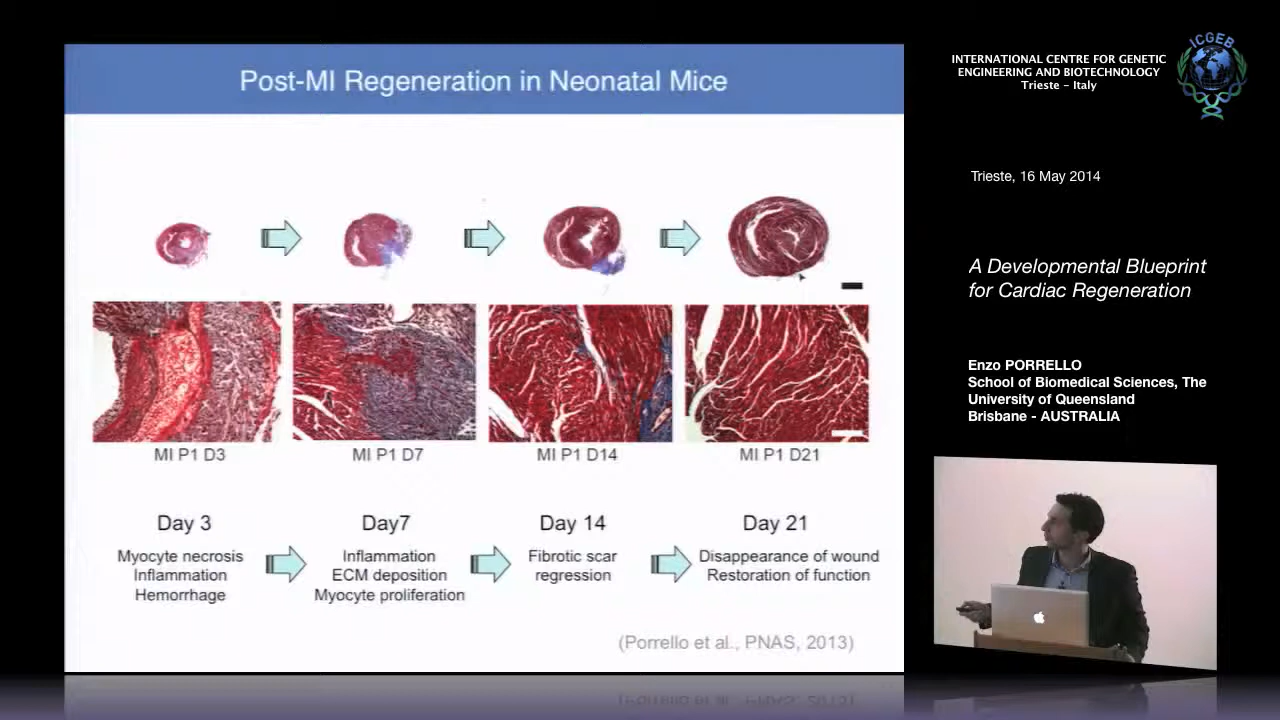 Post-MI Regeneration in Neonatal Mice
MI P1 D3
MI P1 D7
MI P1 D14
MI P1 D21
Day 3
Myocyte necrosis
Inflammation
Hemorrhage
Day7
Inflammation
ECM deposition
Myocyte proliferation
Day 14
Fibrotic scar
regression
Day 21
Disappearance of wound
Restoration of function
(Porrello et al., PNAS, 2013)
INTERNATIONAL CENTRE FOR GENETIC
ENGINEERING AND BIOTECHNOLOGY
Trieste - Italy
ICGEB
Trieste, 16 May 2014
A Developmental Blueprint
for Cardiac Regeneration
Enzo PORRELLO
School of Biomedical Sciences, The
University of Queensland
Brisbane - AUSTRALIA